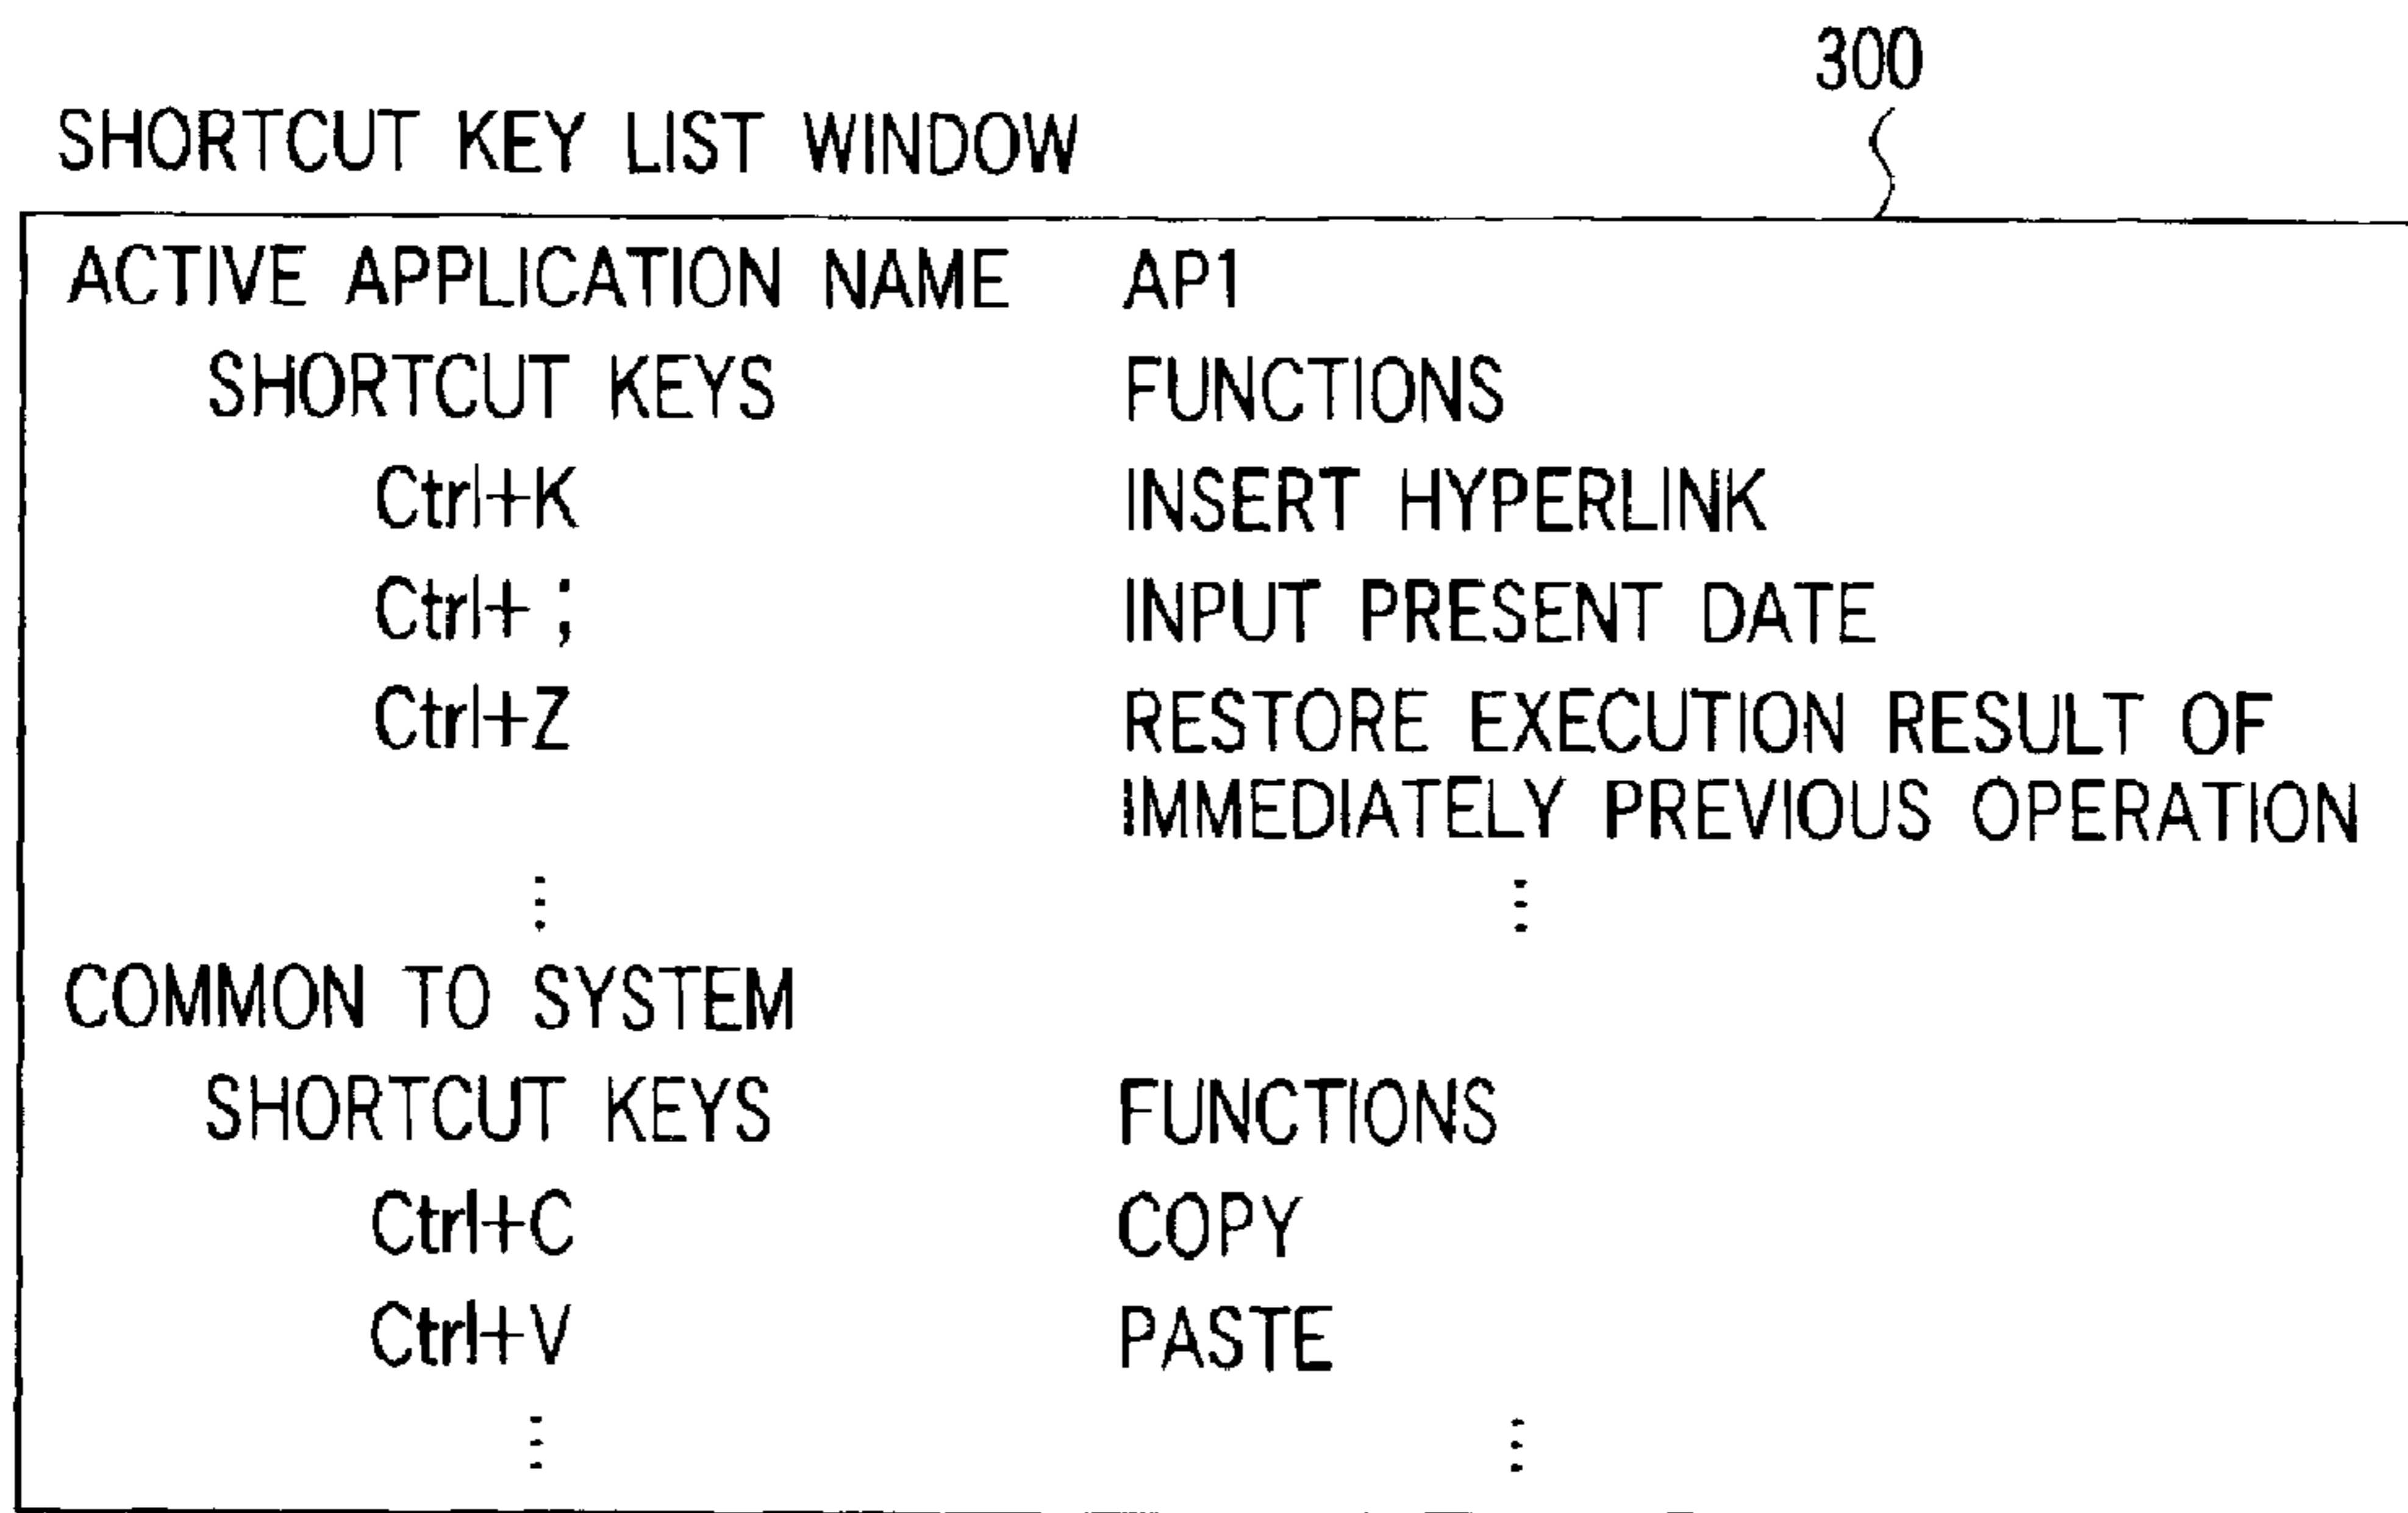 300
SHORTCUT KEY LIST WINDOW
ACTIVE APPLICATION NAME AP1
SHORTCUT KEYS FUNCTIONS
Ctrl+K INSERT HYPERLINK
Ctrl+ ; INPUT PRESENT DATE
Ctrl+Z RESTORE EXECUTION RESULT OF
IMMEDIATELY PREVIOUS OPERATION
⋮ ⋮
COMMON TO SYSTEM
SHORTCUT KEYS FUNCTIONS
Ctrl+C COPY
Ctrl+V PASTE
⋮ ⋮